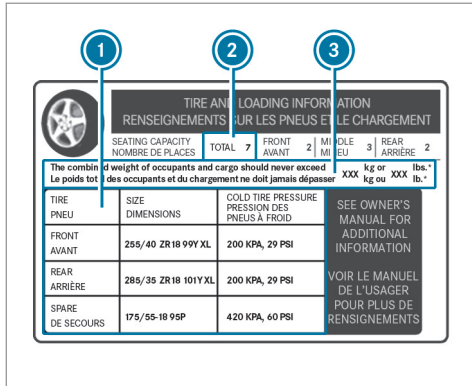 1 2 3
TIRE AND LOADING INFORMATION
RENSEIGNEMENTS SUR LES PNEUS ET LE CHARGEMENT
SEATING CAPACITY TOTAL 7 FRONT 2 MIDDLE 3 REAR 2
NOMBRE DE PLACES AVANT MILIEU ARRIÈRE
The combined weight of occupants and cargo should never exceed XXX kg or XXX lbs.*
Le poids total des occupants et du chargement ne doit jamais dépasser kg ou lb.*
TIRE
PNEU
SIZE
DIMENSIONS
COLD TIRE PRESSURE
PRESSION DES
PNEUS À FROID
FRONT
AVANT
255/40 ZR18 99Y XL
200 KPA, 29 PSI
REAR
ARRIÈRE
285/35 ZR18 101Y XL
200 KPA, 29 PSI
SPARE
DE SECOURS
175/55-18 95P
420 KPA, 60 PSI
SEE OWNER'S
MANUAL FOR
ADDITIONAL
INFORMATION
VOIR LE MANUEL
DE L'USAGER
POUR PLUS DE
RENSIGNEMENTS